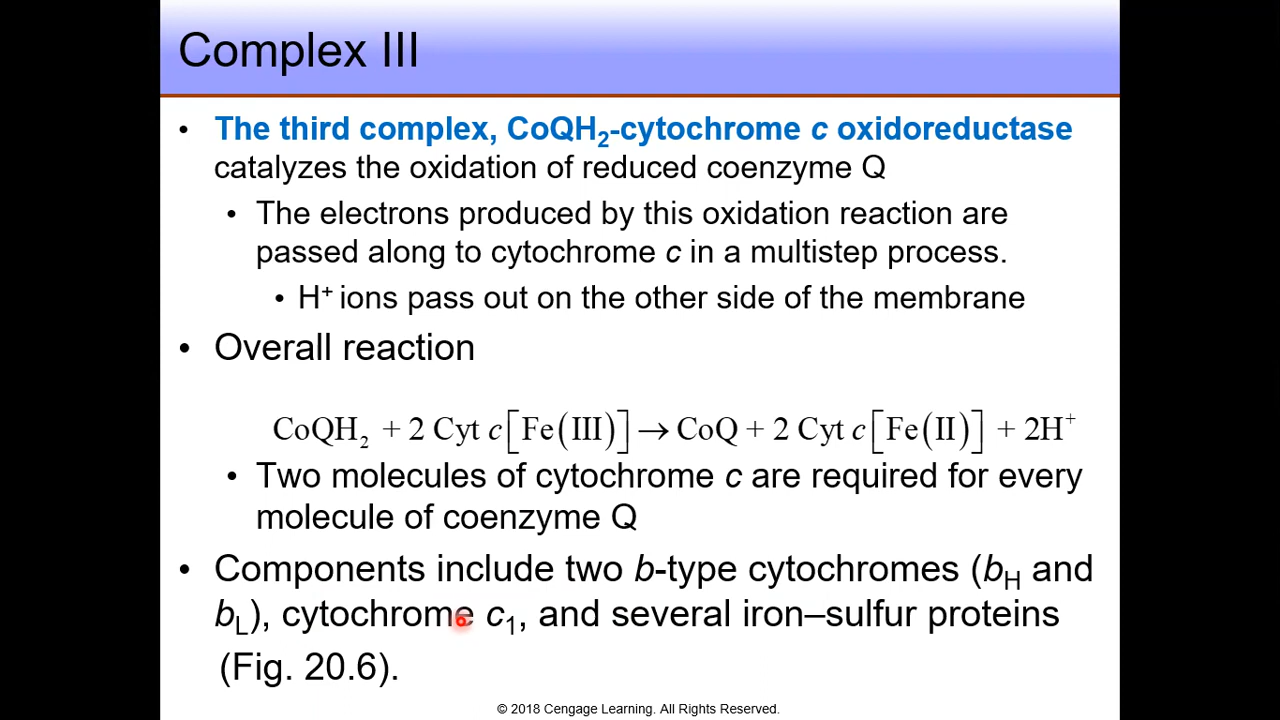 Complex III
• The third complex, CoQH₂-cytochrome c oxidoreductase
catalyzes the oxidation of reduced coenzyme Q
• The electrons produced by this oxidation reaction are
passed along to cytochrome c in a multistep process.
• H⁺ ions pass out on the other side of the membrane
• Overall reaction
CoQH₂ + 2 Cyt c[Fe(III)] → CoQ + 2 Cyt c[Fe(II)] + 2H⁺
• Two molecules of cytochrome c are required for every
molecule of coenzyme Q
• Components include two b-type cytochromes (b_H and
b_L), cytochrome c₁, and several iron–sulfur proteins
(Fig. 20.6).
© 2018 Cengage Learning. All Rights Reserved.